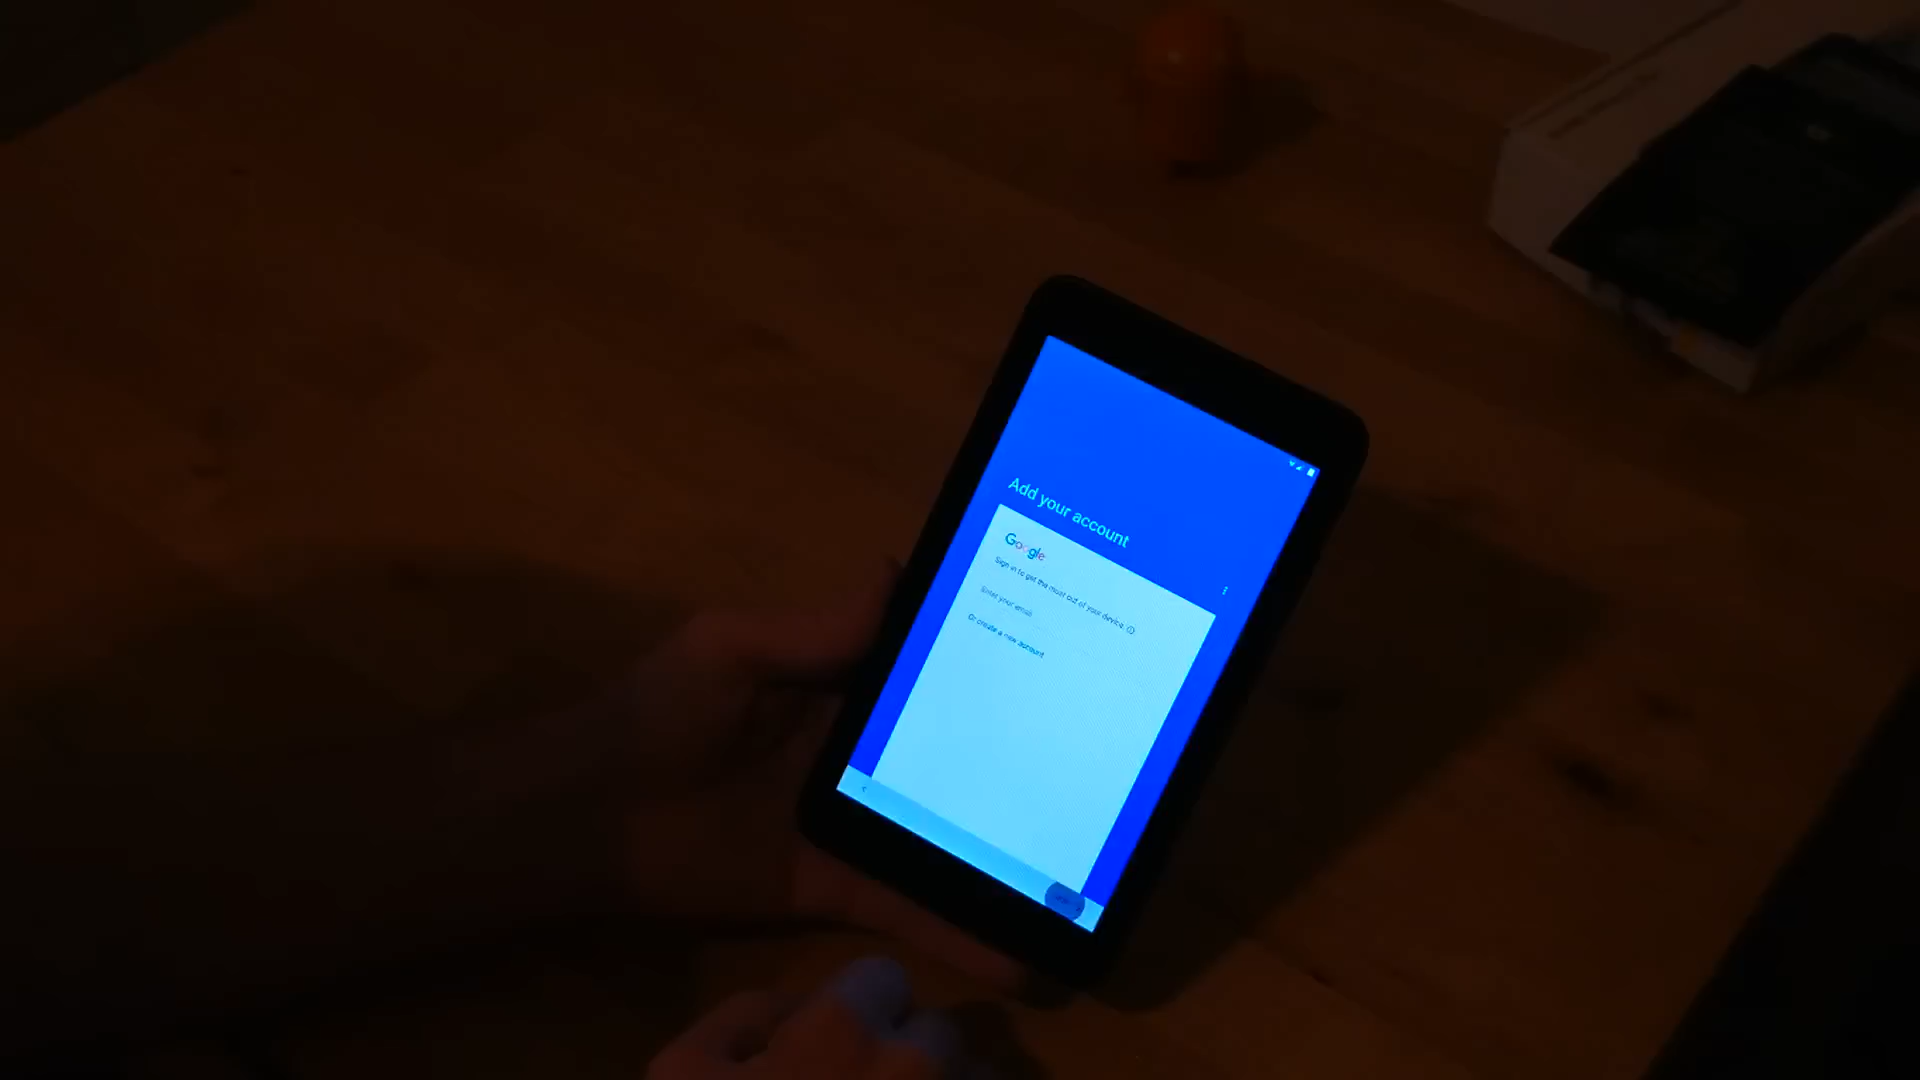 Add your account
Google
Sign in to get the most out of your device
Enter your email
Or create a new account